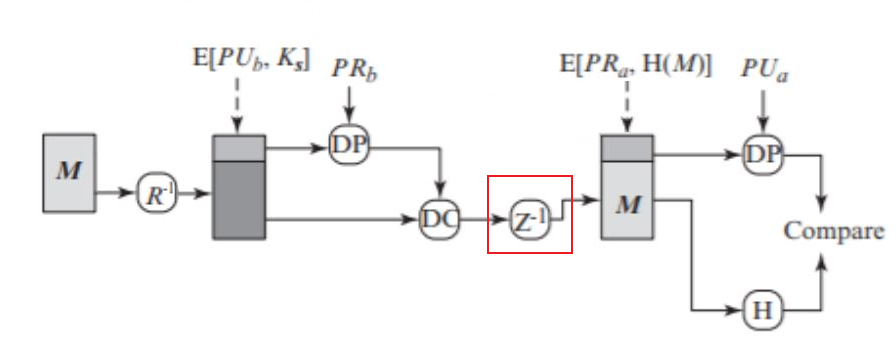 E[PU_b, K_s]
PR_b
E[PR_a, H(M)]
PU_a
M
R^-1
DP
DC
Z^-1
M
DP
Compare
H